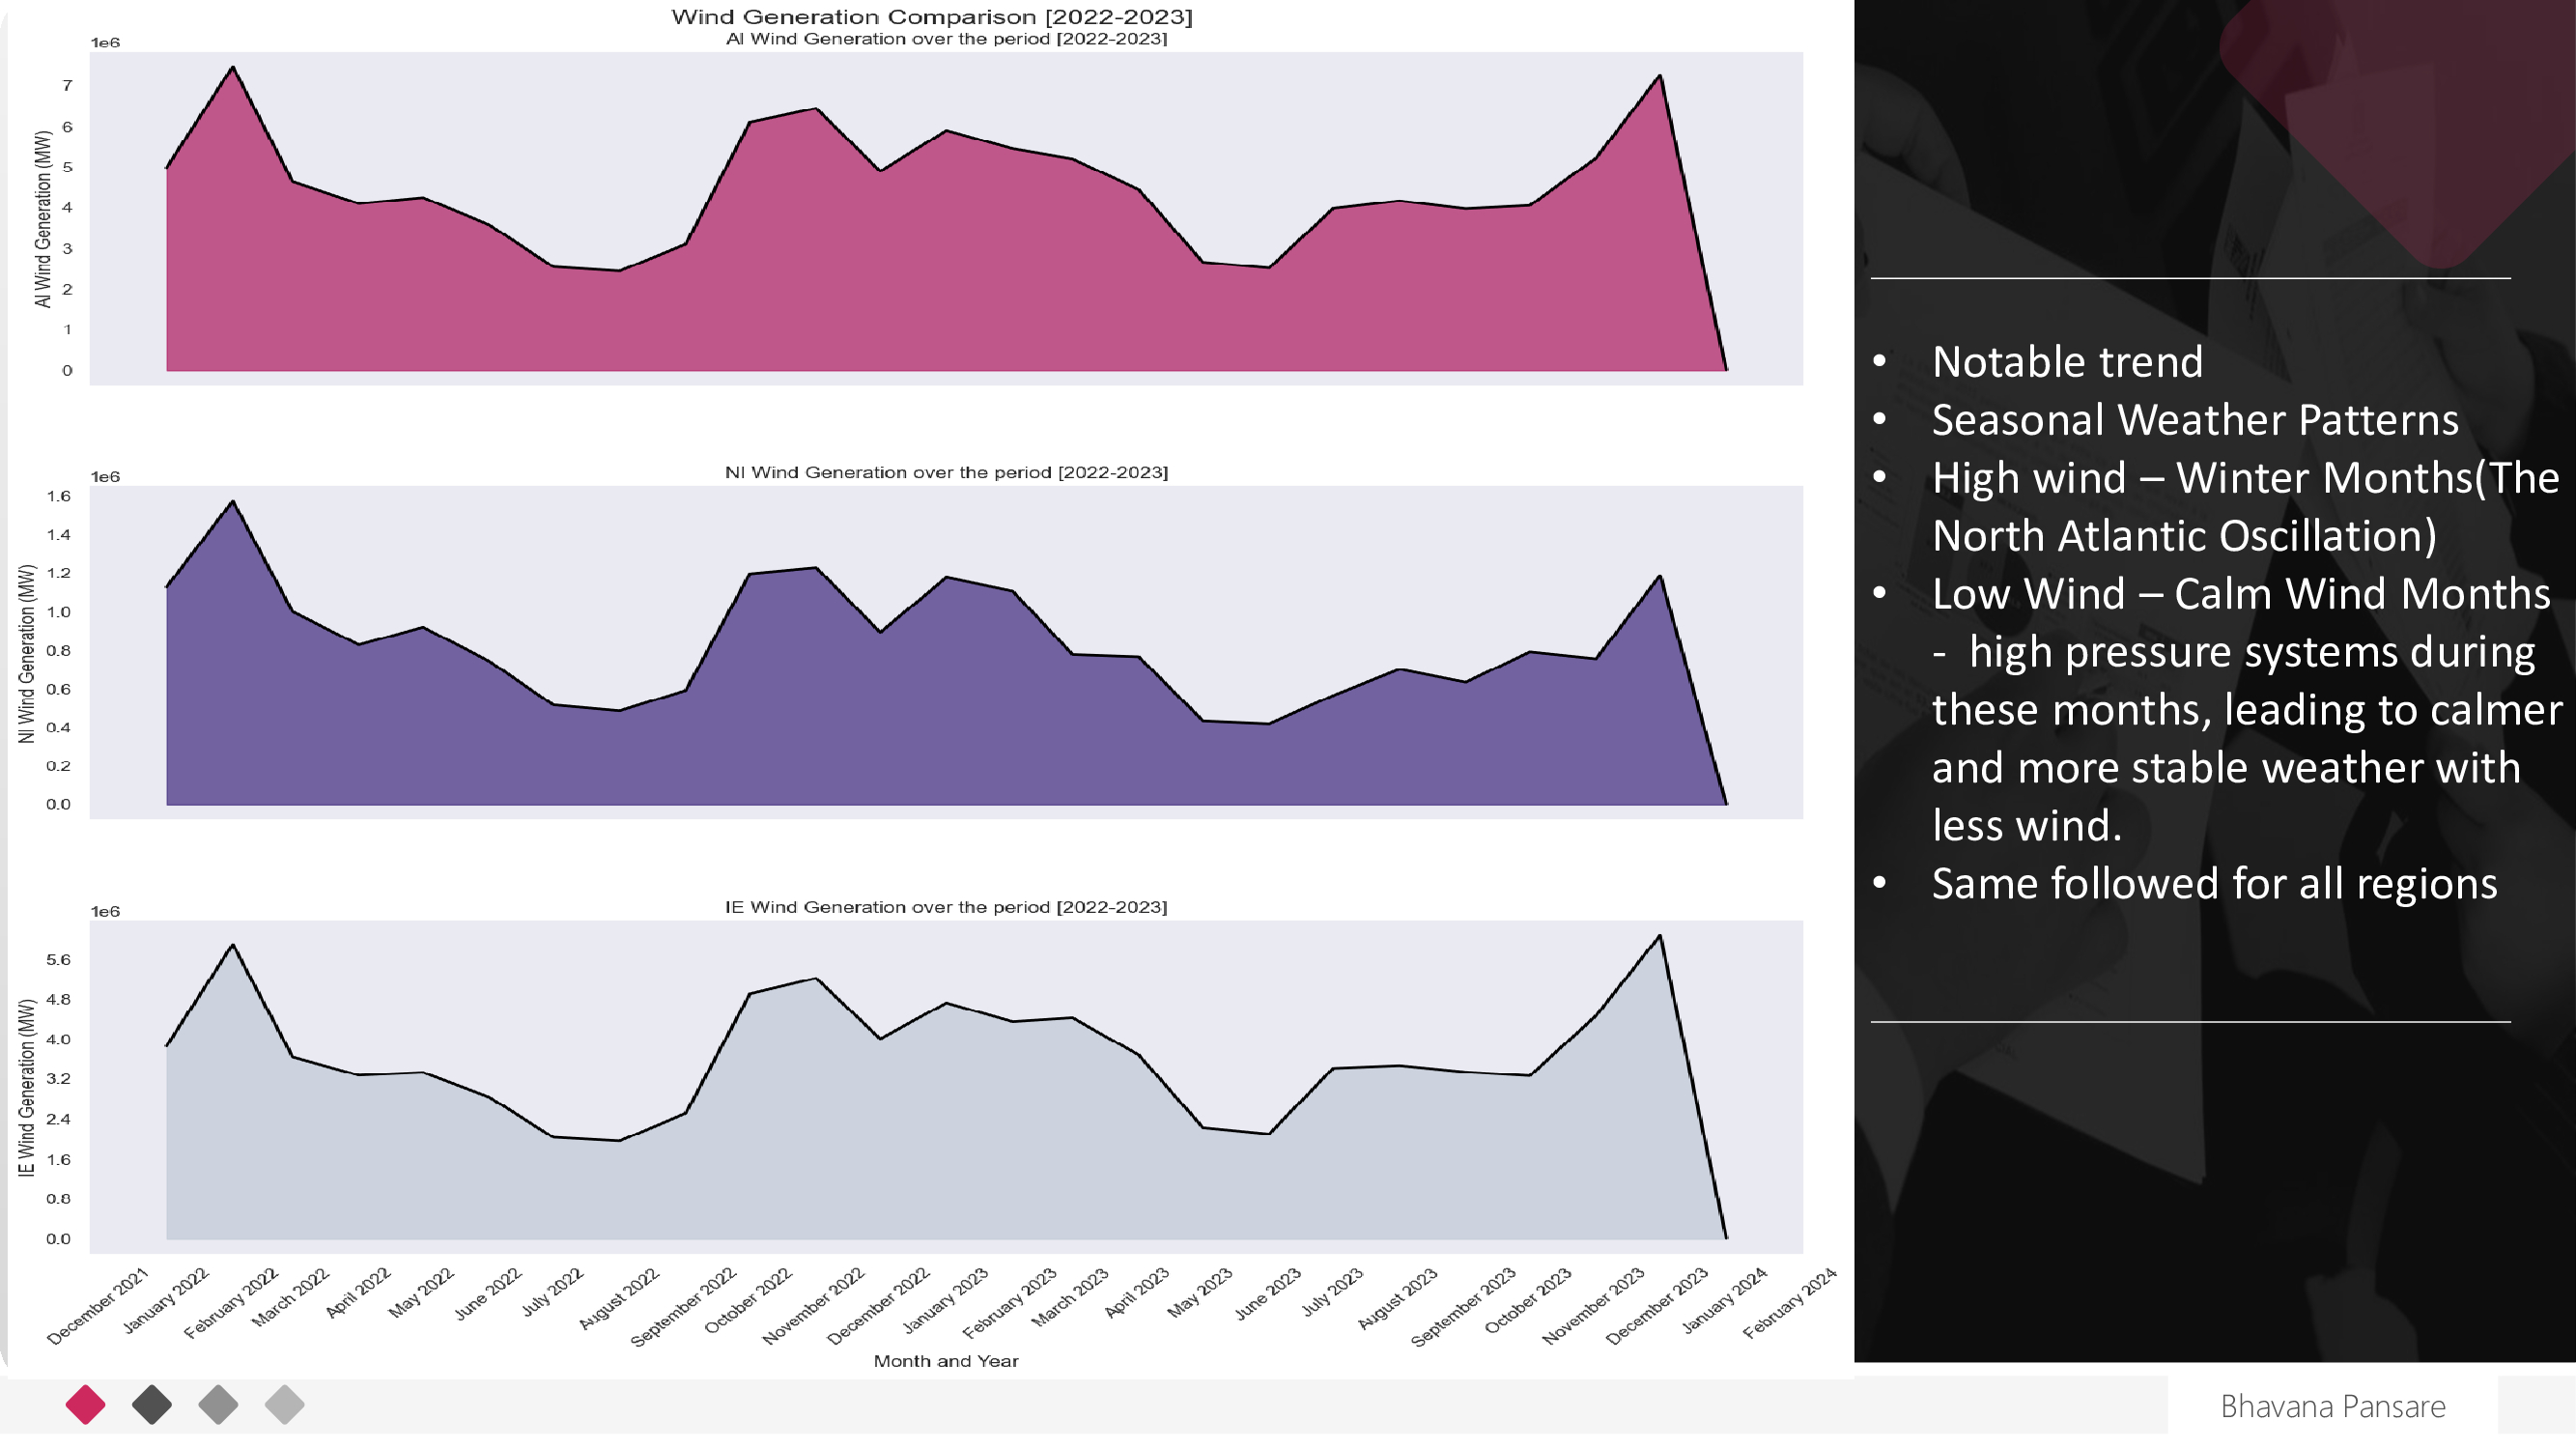 Wind Generation Comparison [2022-2023]
AI Wind Generation over the period [2022-2023]
1e6
7
6
5
4
3
2
1
0
AI Wind Generation (MW)
NI Wind Generation over the period [2022-2023]
1e6
1.6
1.4
1.2
1.0
0.8
0.6
0.4
0.2
0.0
NI Wind Generation (MW)
IE Wind Generation over the period [2022-2023]
1e6
5.6
4.8
4.0
3.2
2.4
1.6
0.8
0.0
IE Wind Generation (MW)
December 2021
January 2022
February 2022
March 2022
April 2022
May 2022
June 2022
July 2022
August 2022
September 2022
October 2022
November 2022
December 2022
January 2023
February 2023
March 2023
April 2023
May 2023
June 2023
July 2023
August 2023
September 2023
October 2023
November 2023
December 2023
January 2024
February 2024
Month and Year
• Notable trend
• Seasonal Weather Patterns
• High wind – Winter Months(The
North Atlantic Oscillation)
• Low Wind – Calm Wind Months
- high pressure systems during
these months, leading to calmer
and more stable weather with
less wind.
• Same followed for all regions
Bhavana Pansare